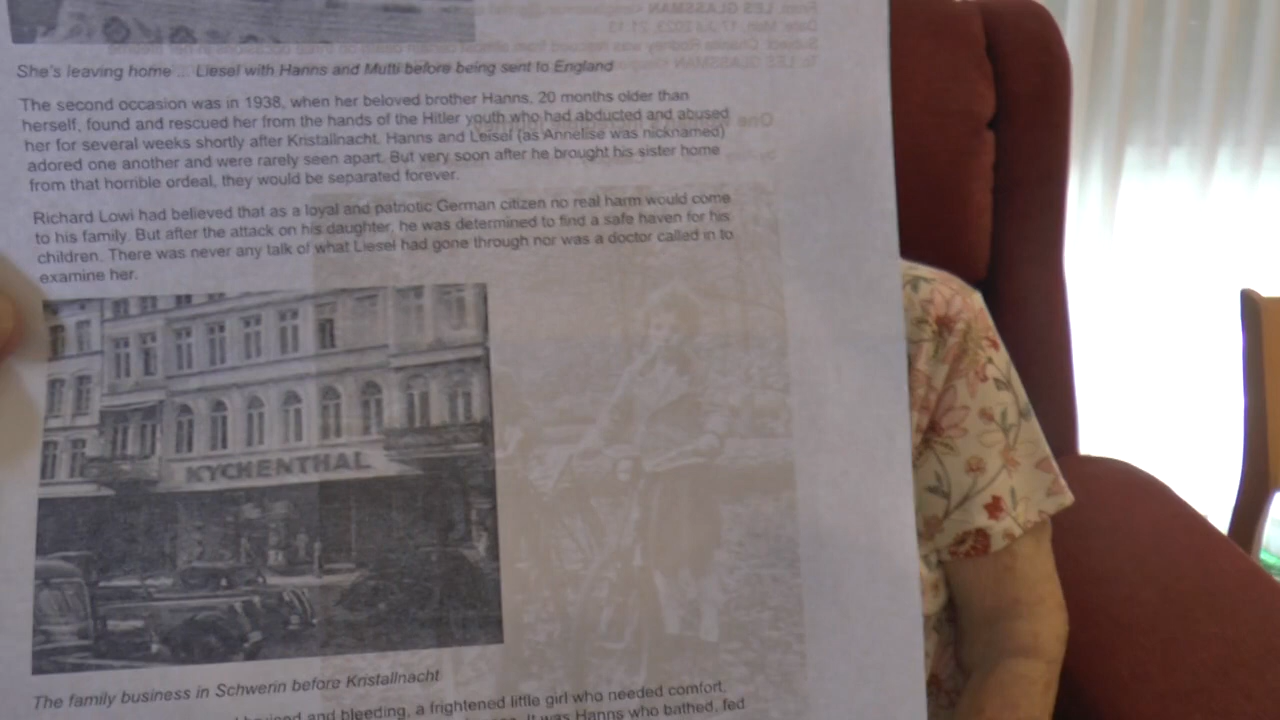 She's leaving home ... Liesel with Hanns and Mutti before being sent to England
The second occasion was in 1938, when her beloved brother Hanns, 20 months older than
herself, found and rescued her from the hands of the Hitler youth who had abducted and abused
her for several weeks shortly after Kristallnacht. Hanns and Leisel (as Annelise was nicknamed)
adored one another and were rarely seen apart. But very soon after he brought his sister home
from that horrible ordeal, they would be separated forever.
Richard Lowi had believed that as a loyal and patriotic German citizen no real harm would come
to his family. But after the attack on his daughter, he was determined to find a safe haven for his
children. There was never any talk of what Liesel had gone through nor was a doctor called in to
examine her.
KYCHENTHAL
The family business in Schwerin before Kristallnacht
and bleeding, a frightened little girl who needed comfort,
It was Hanns who bathed, fed